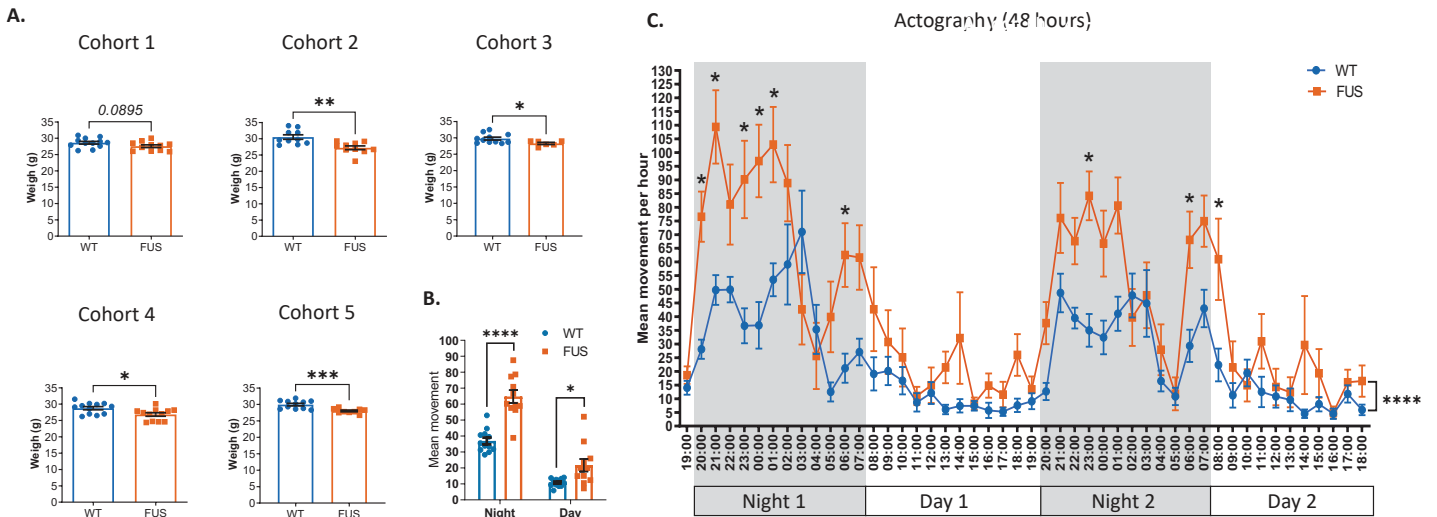 A.
Cohort 1
0.0895
Weigh (g)
35
30
25
20
15
10
5
0
WT FUS
Cohort 2
**
Weigh (g)
35
30
25
20
15
10
5
0
WT FUS
Cohort 3
*
Weigh (g)
35
30
25
20
15
10
5
0
WT FUS
Cohort 4
*
Weigh (g)
35
30
25
20
15
10
5
0
WT FUS
Cohort 5
***
Weigh (g)
35
30
25
20
15
10
5
0
WT FUS
B.
WT
FUS
****
*
Mean movement
100
90
80
70
60
50
40
30
20
10
0
Night Day
C.
Actography (48 hours)
WT
FUS
Mean movement per hour
130
125
120
115
110
105
100
95
90
85
80
75
70
65
60
55
50
45
40
35
30
25
20
15
10
5
0
* * * * * * * * *
****
19:00 20:00 21:00 22:00 23:00 00:00 01:00 02:00 03:00 04:00 05:00 06:00 07:00 08:00 09:00 10:00 11:00 12:00 13:00 14:00 15:00 16:00 17:00 18:00 19:00 20:00 21:00 22:00 23:00 00:00 01:00 02:00 03:00 04:00 05:00 06:00 07:00 08:00 09:00 10:00 11:00 12:00 13:00 14:00 15:00 16:00 17:00 18:00
Night 1 Day 1 Night 2 Day 2